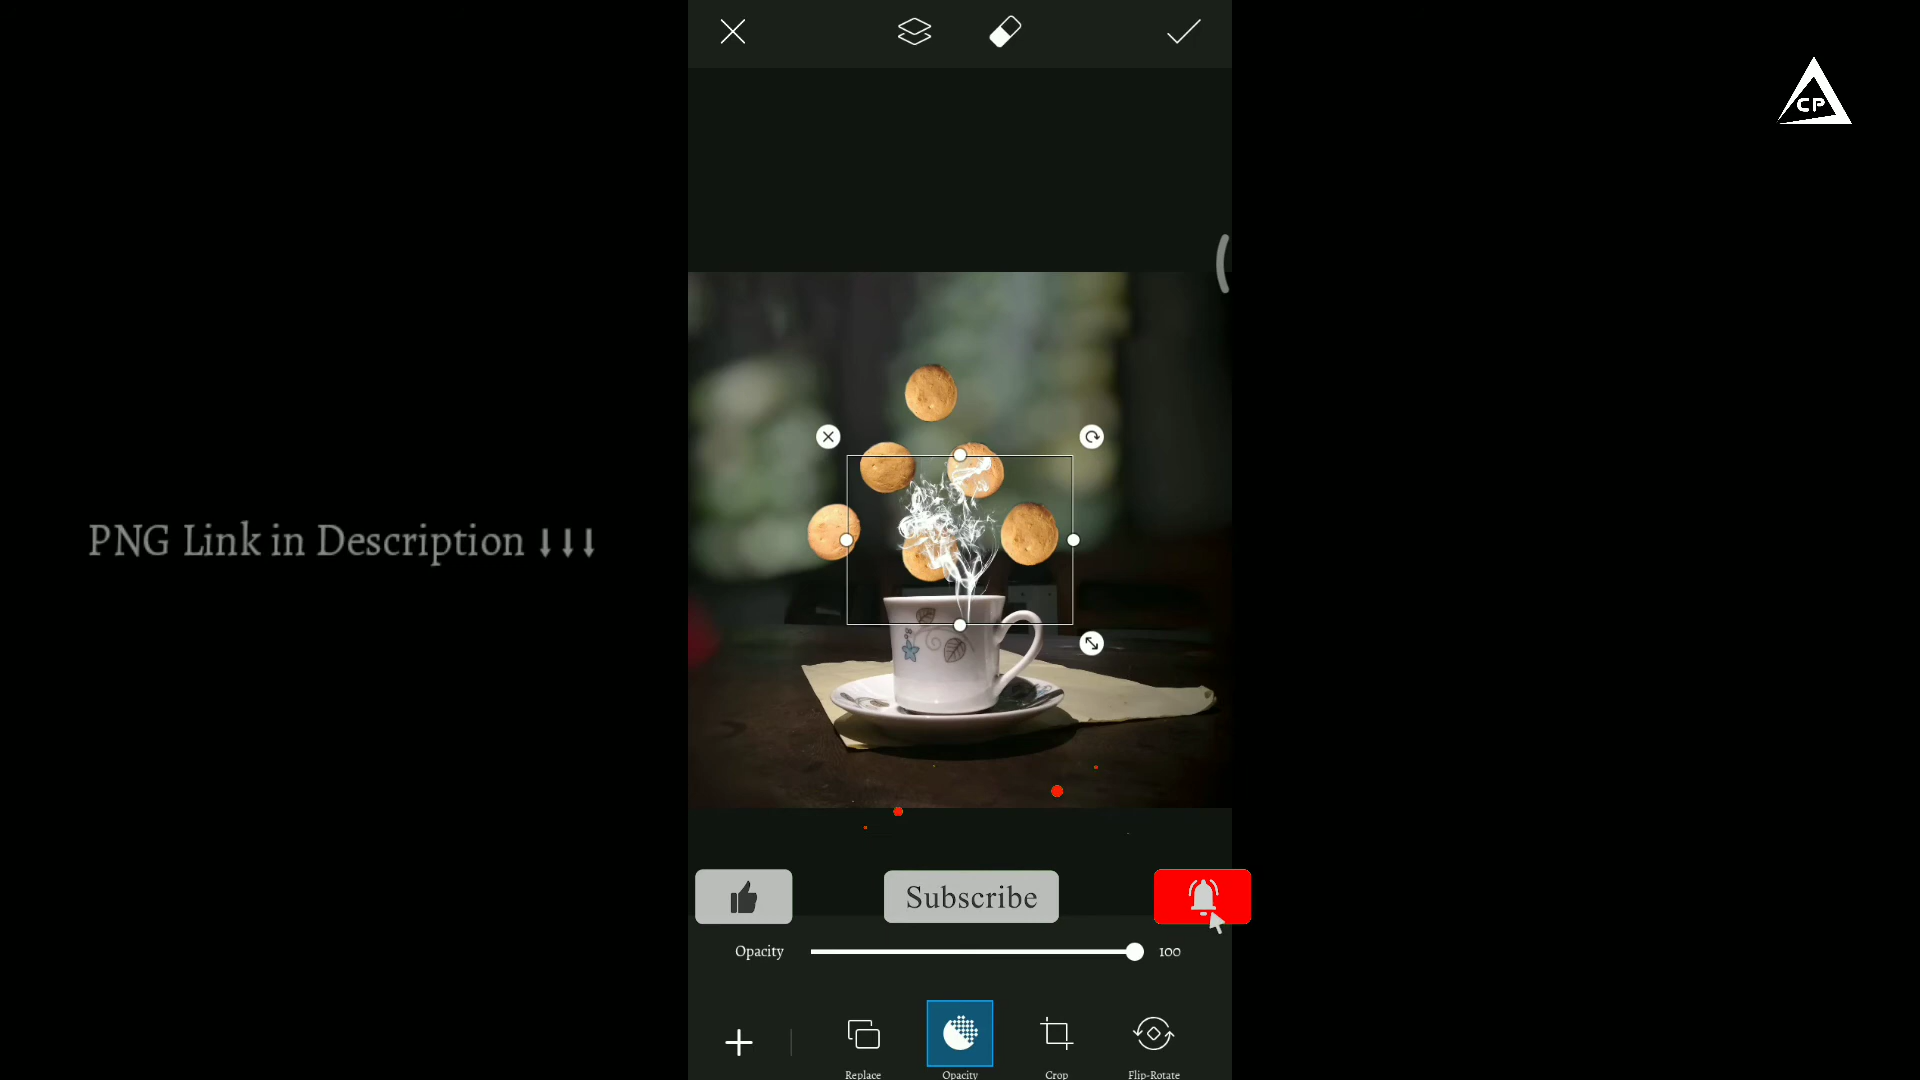 CP
PNG Link in Description ↓↓↓
Subscribe
Opacity
100
Replace
Opacity
Crop
Flip-Rotate